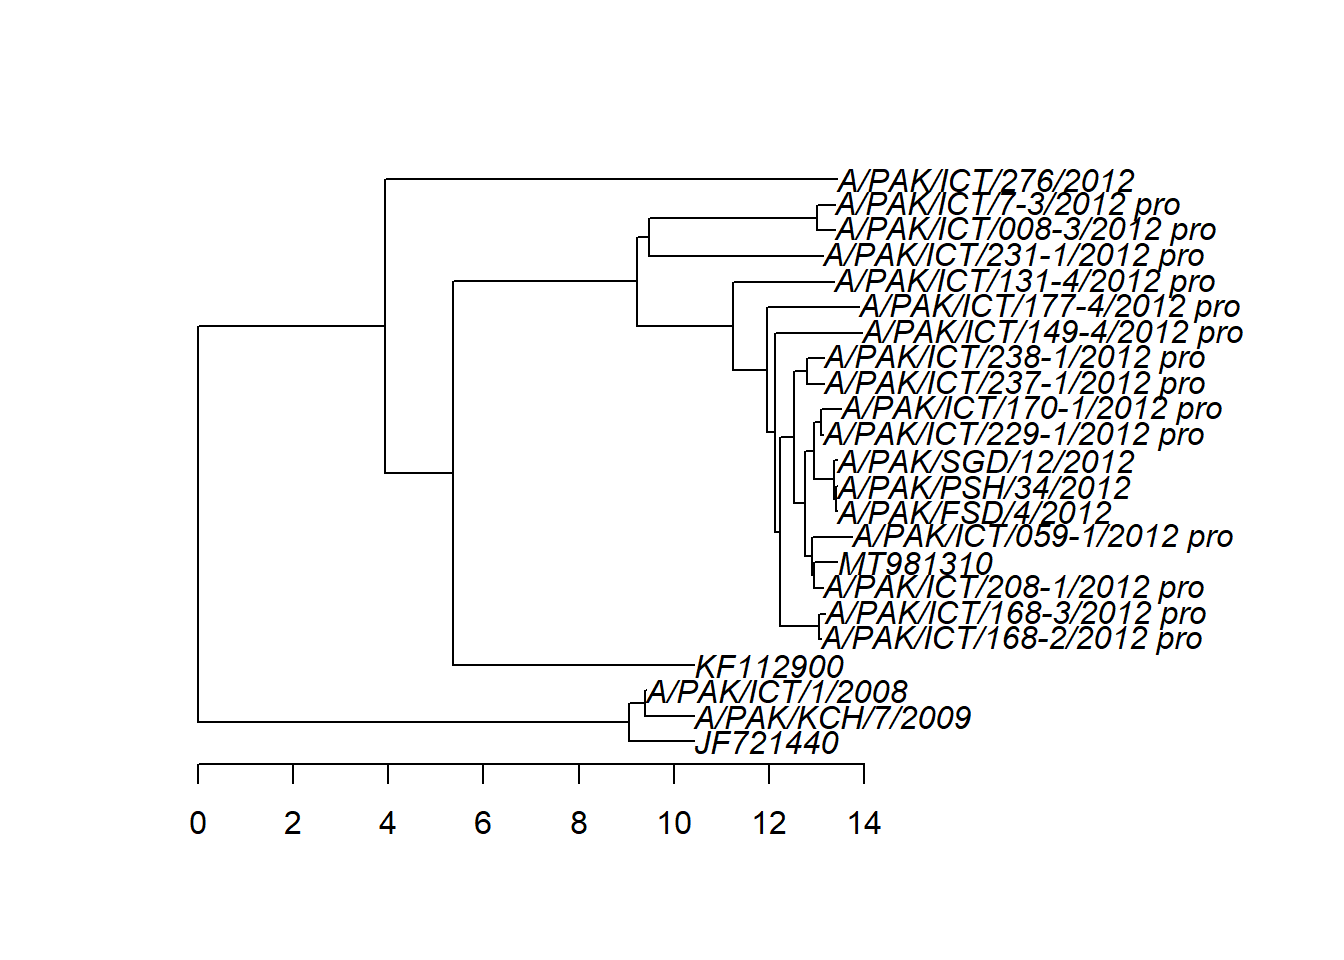 A/PAK/ICT/276/2012
A/PAK/ICT/7-3/2012 pro
A/PAK/ICT/008-3/2012 pro
A/PAK/ICT/231-1/2012 pro
A/PAK/ICT/131-4/2012 pro
A/PAK/ICT/177-4/2012 pro
A/PAK/ICT/149-4/2012 pro
A/PAK/ICT/238-1/2012 pro
A/PAK/ICT/237-1/2012 pro
A/PAK/ICT/170-1/2012 pro
A/PAK/ICT/229-1/2012 pro
A/PAK/SGD/12/2012
A/PAK/PSH/34/2012
A/PAK/FSD/4/2012
A/PAK/ICT/059-1/2012 pro
MT981310
A/PAK/ICT/208-1/2012 pro
A/PAK/ICT/168-3/2012 pro
A/PAK/ICT/168-2/2012 pro
KF112900
A/PAK/ICT/1/2008
A/PAK/KCH/7/2009
JF721440
0 2 4 6 8 10 12 14